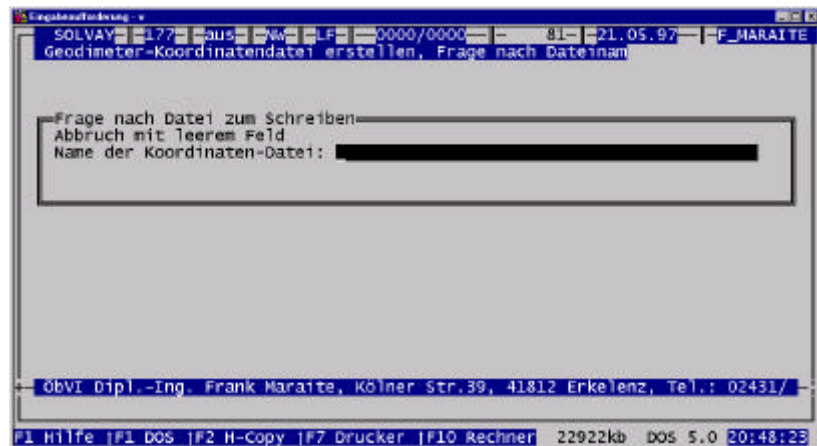 Eingabeaufforderung - v
SOLVAY 177 aus NW LF 0000/0000 - 81- 21.05.97 F_MARAITE
Geodimeter-Koordinatendatei erstellen, Frage nach Dateinam
Frage nach Datei zum Schreiben
Abbruch mit leerem Feld
Name der Koordinaten-Datei:
ÖbVI Dipl.-Ing. Frank Maraite, Kölner Str.39, 41812 Erkelenz, Tel.: 02431/
F1 Hilfe |F1 DOS |F2 H-Copy |F7 Drucker |F10 Rechner 22922kb DOS 5.0 20:48:23